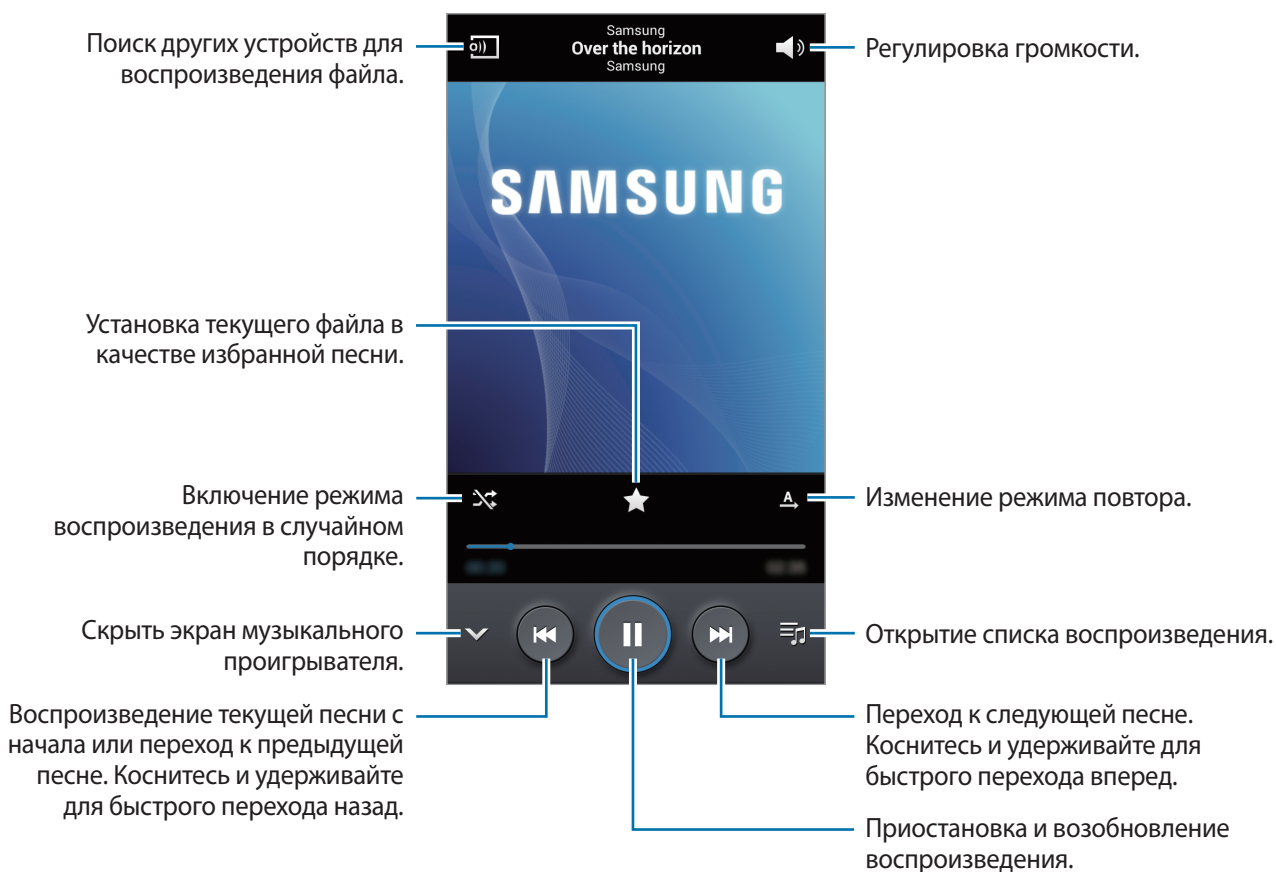 Поиск других устройств для
воспроизведения файла.
Samsung
Over the horizon
Samsung
Регулировка громкости.
SAMSUNG
Установка текущего файла в
качестве избранной песни.
Включение режима
воспроизведения в случайном
порядке.
A
Изменение режима повтора.
Скрыть экран музыкального
проигрывателя.
Открытие списка воспроизведения.
Воспроизведение текущей песни с
начала или переход к предыдущей
песне. Коснитесь и удерживайте
для быстрого перехода назад.
Переход к следующей песне.
Коснитесь и удерживайте для
быстрого перехода вперед.
Приостановка и возобновление
воспроизведения.